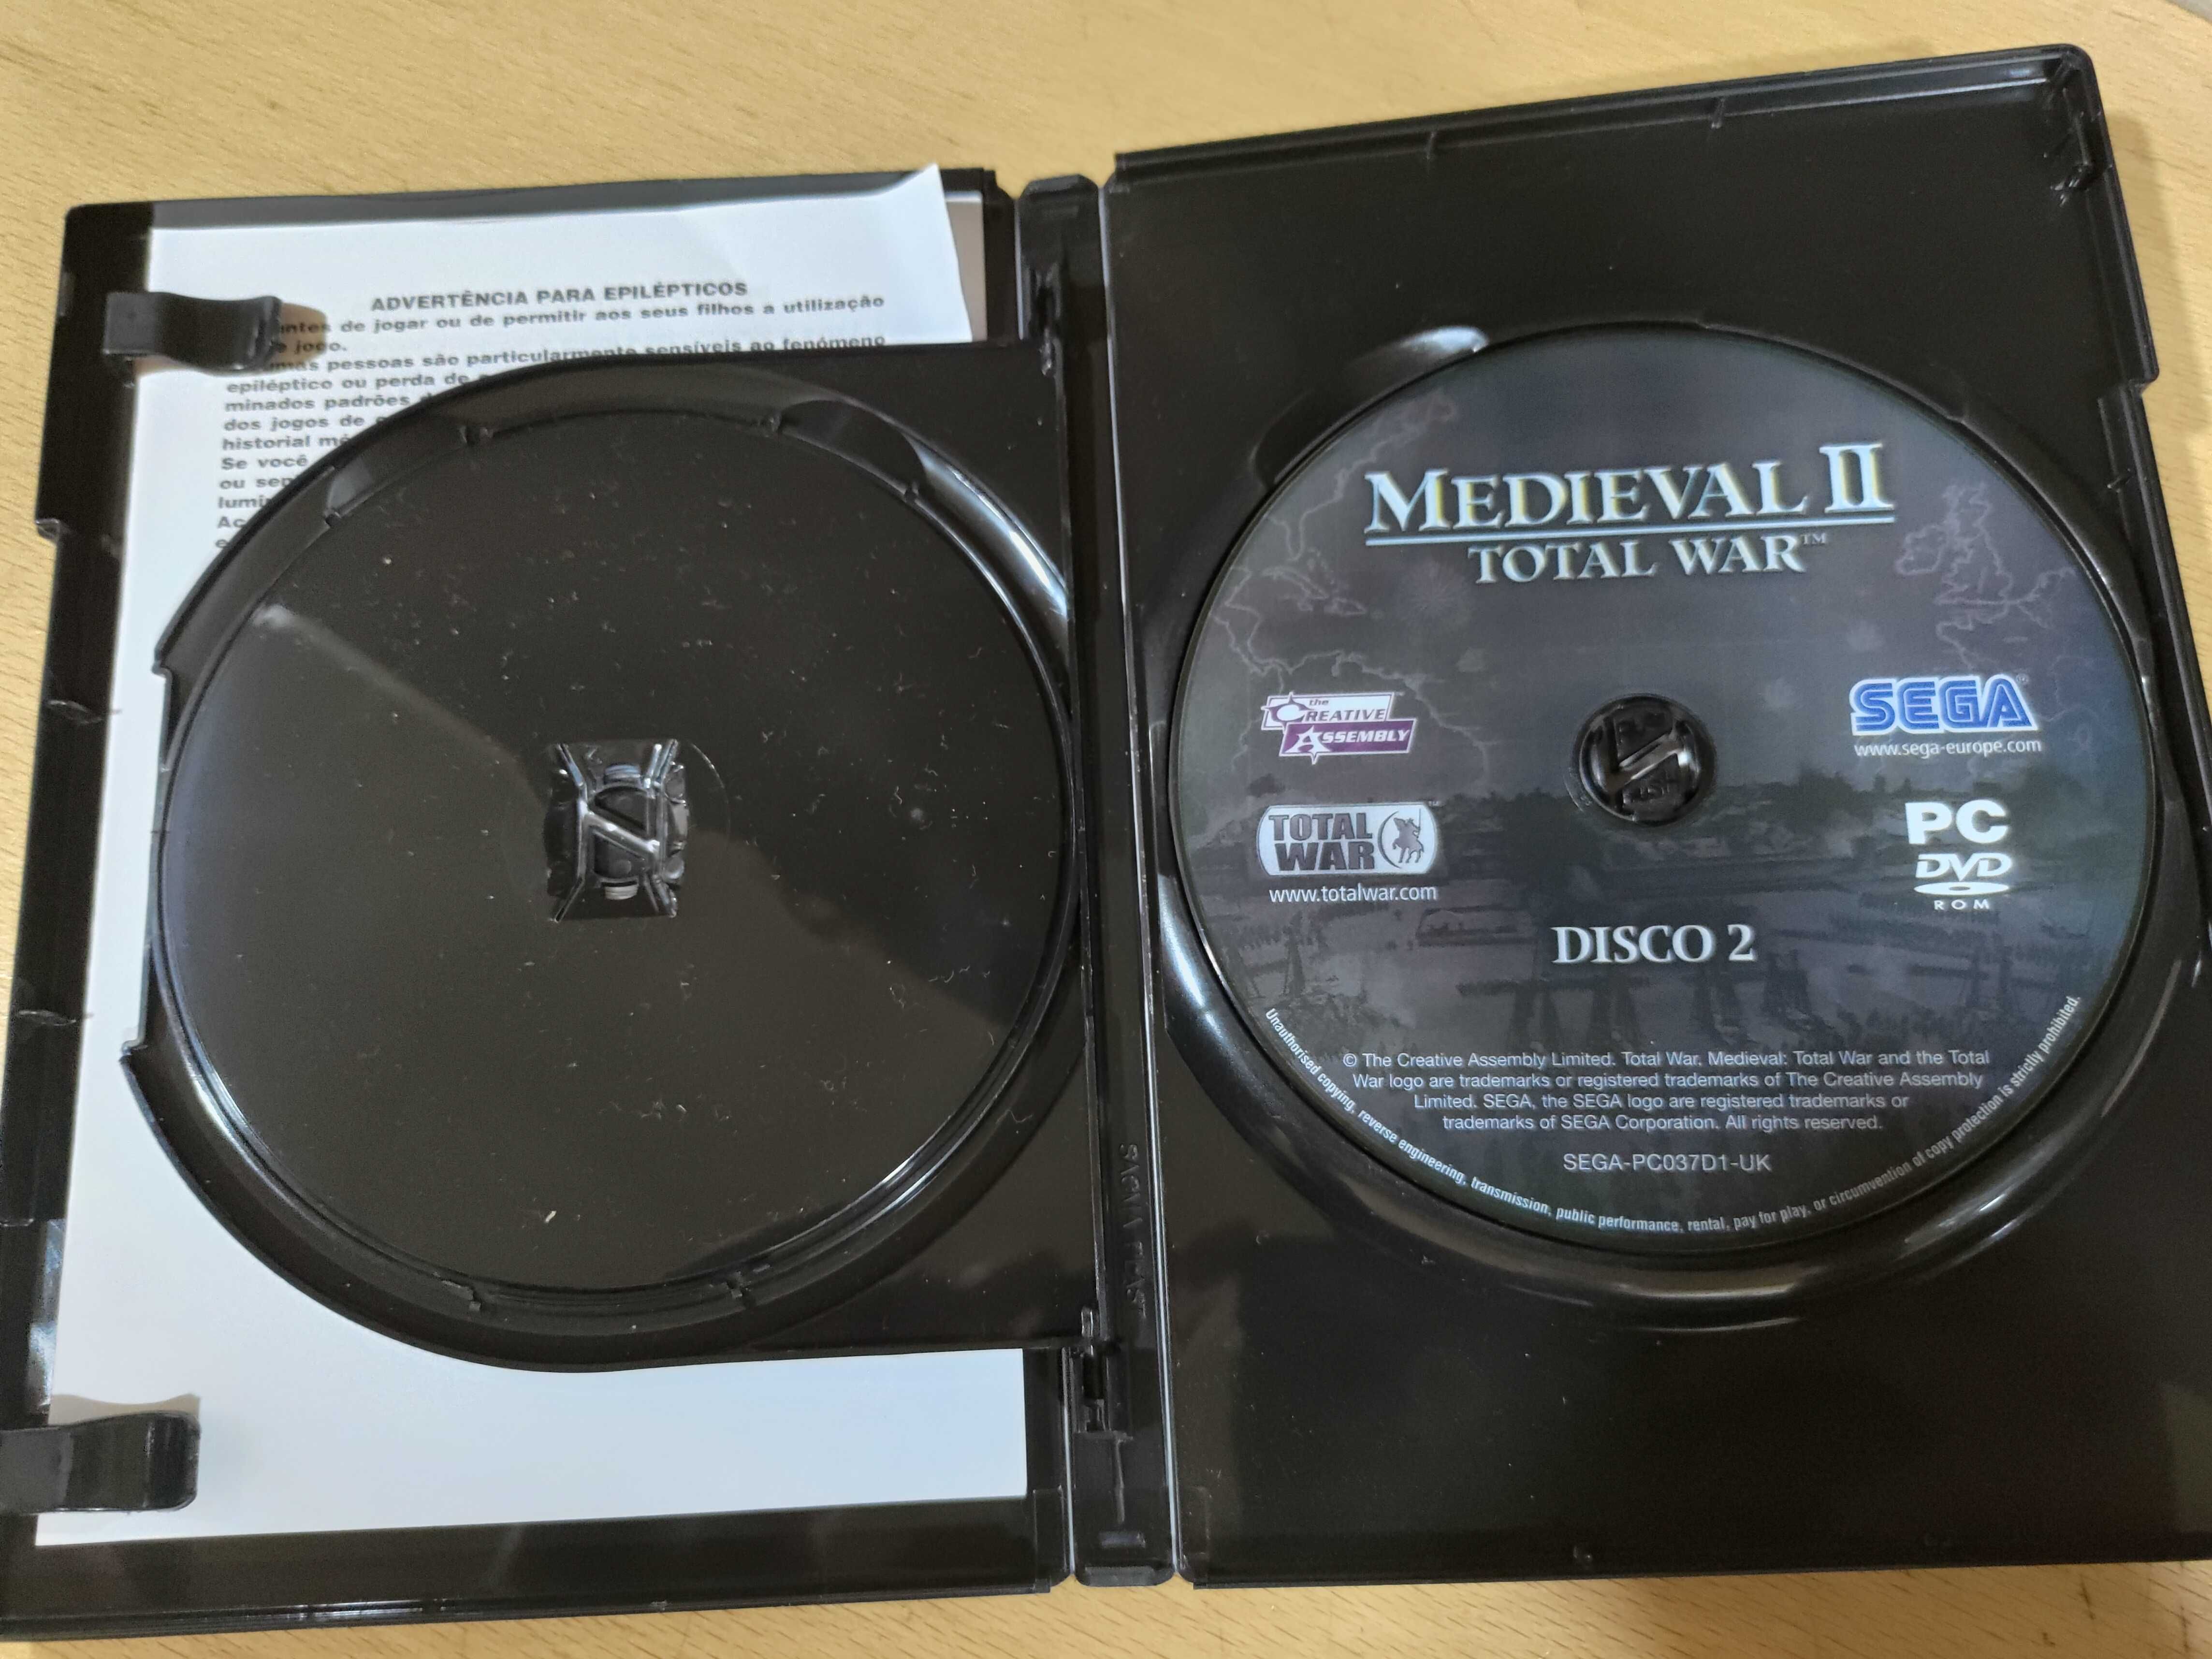 ADVERTÊNCIA PARA EPILÉPTICOS
de jogar ou de permitir aos seus filhos a utilização
jogo.
pessoas são particularmente sensíveis ao fenómeno
epiléptico ou perda de
minados padrões
dos jogos de
historial
Se você
ou
MEDIEVAL II
TOTAL WAR™
the
CREATIVE
ASSEMBLY
SEGA®
www.sega-europe.com
TOTAL
WAR™
www.totalwar.com
PC
DVD
ROM
DISCO 2
© The Creative Assembly Limited. Total War. Medieval: Total War and the Total
War logo are trademarks or registered trademarks of The Creative Assembly
Limited. SEGA, the SEGA logo are registered trademarks or
trademarks of SEGA Corporation. All rights reserved.
SEGA-PC037D1-UK
Unauthorised copying, reverse engineering, transmission, public performance, rental, pay for play, or circumvention of copy protection is strictly prohibited.